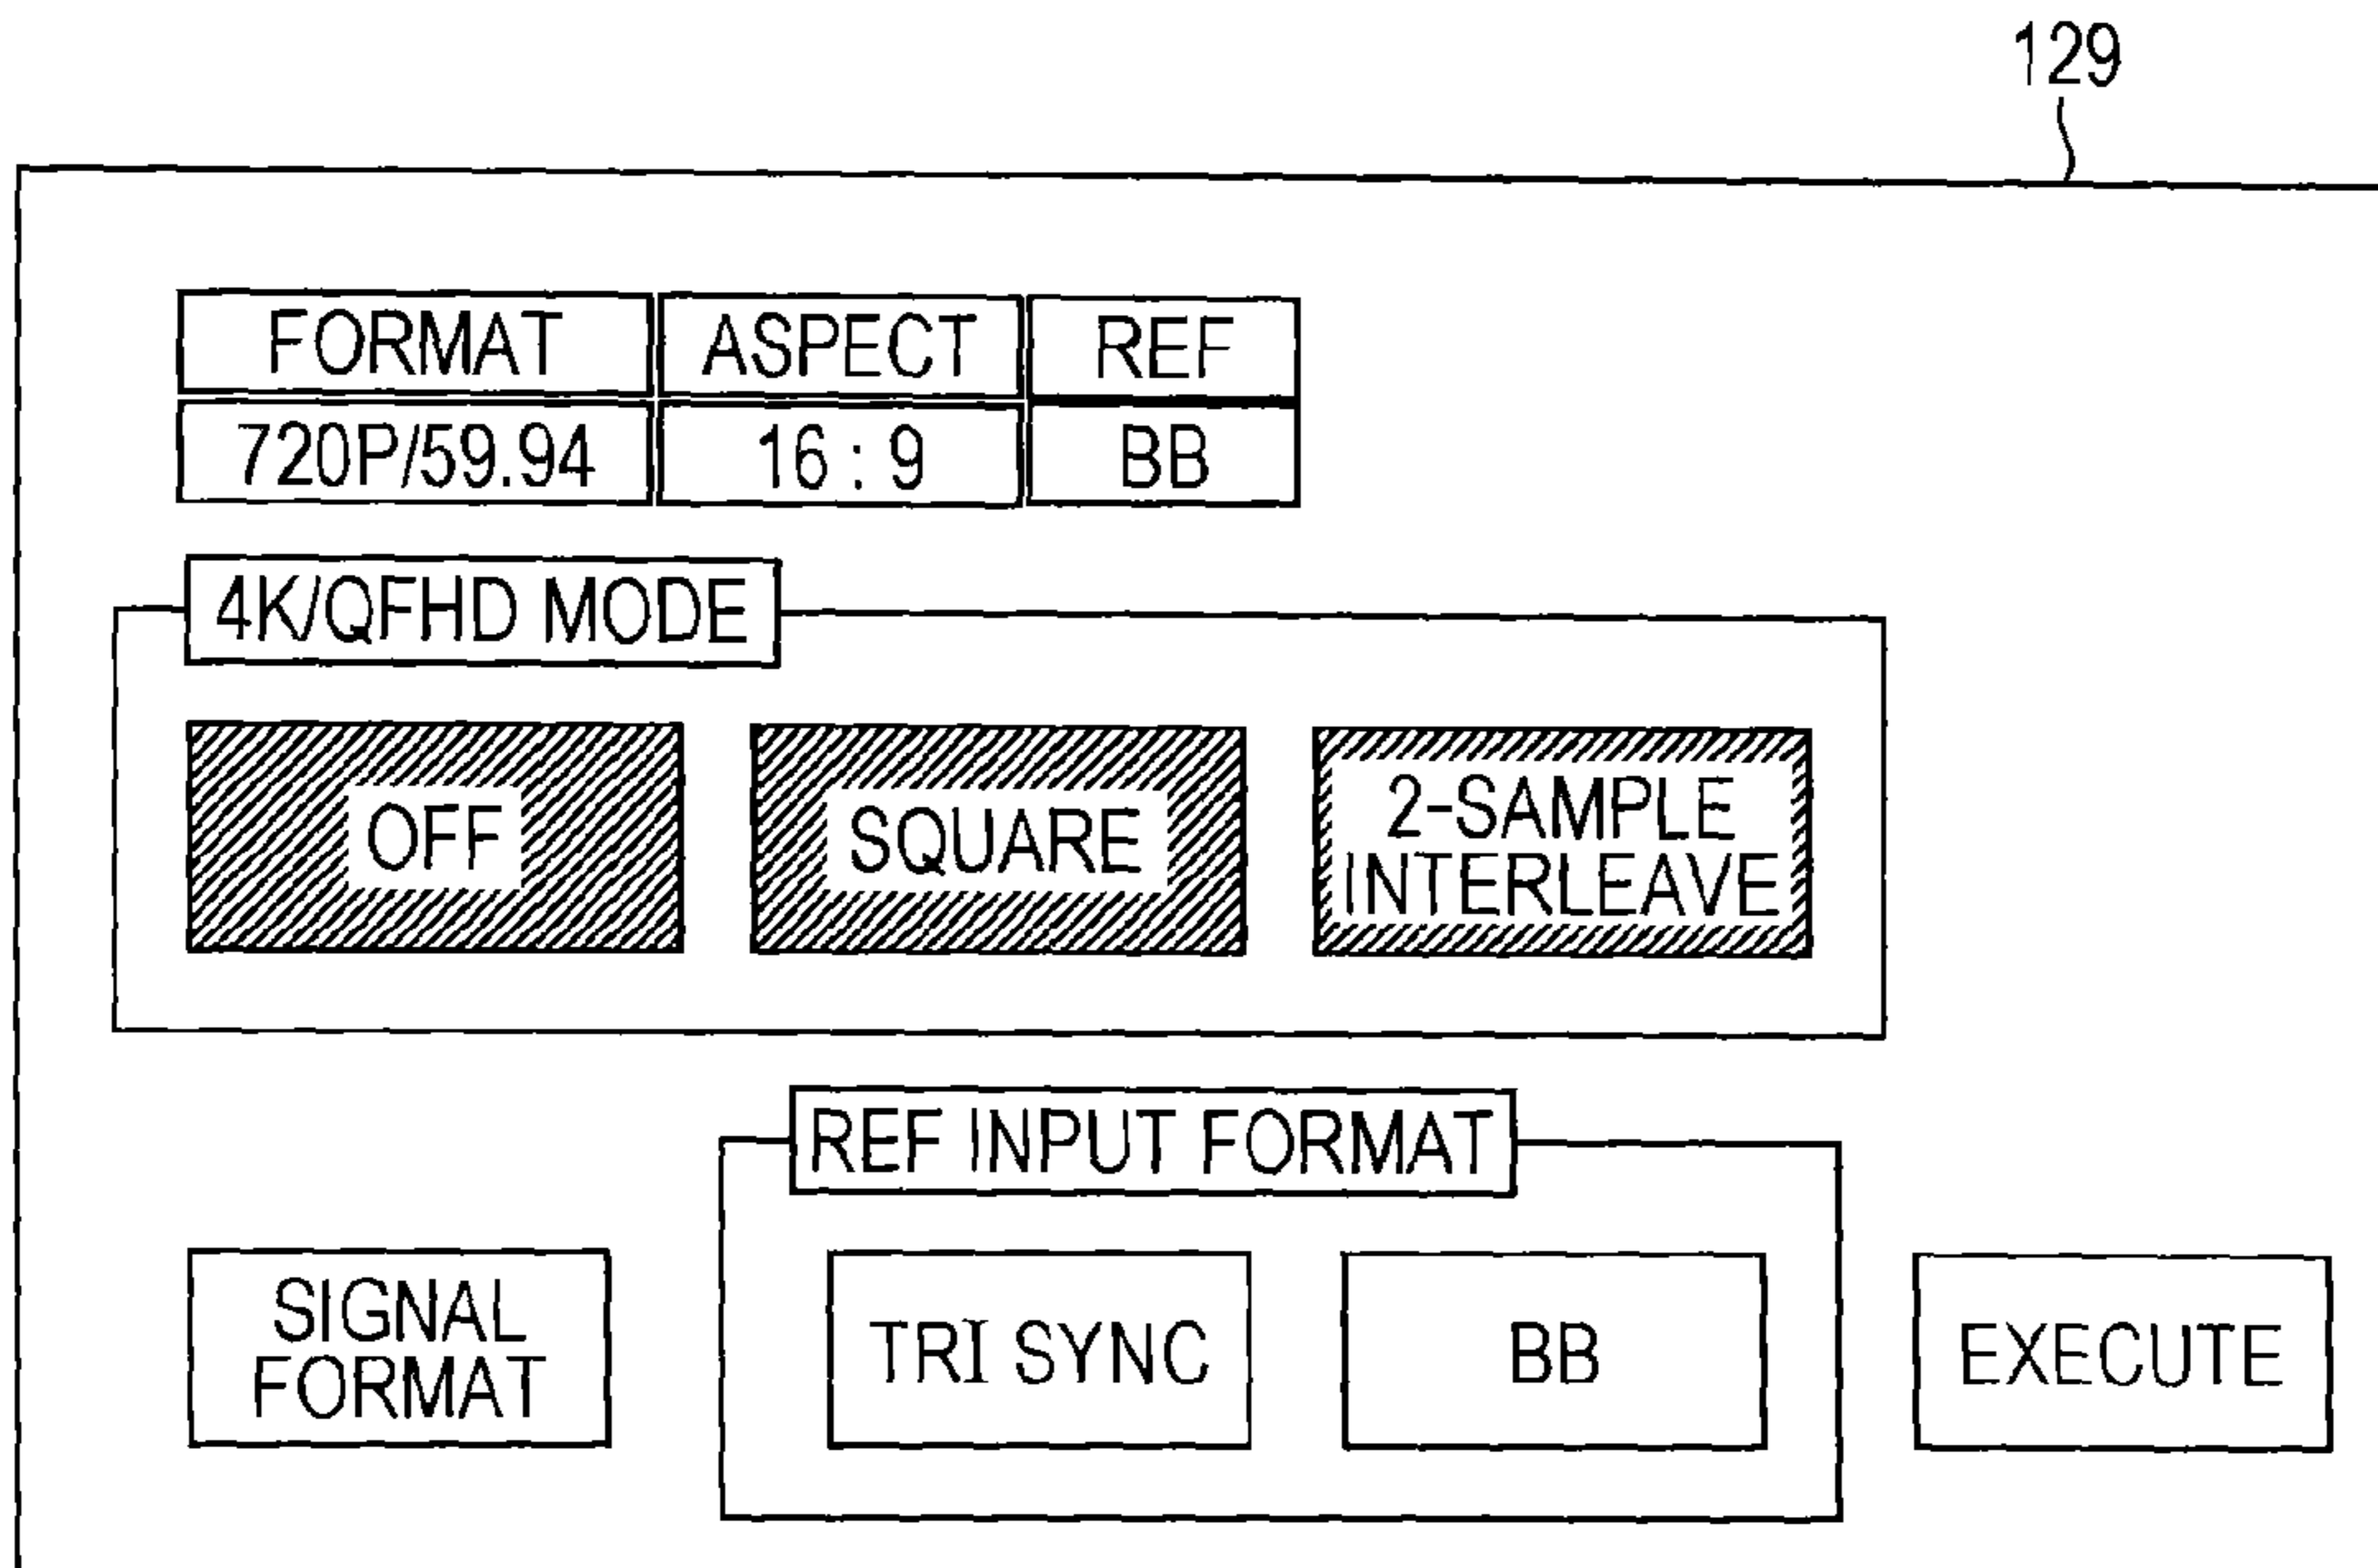 129
FORMAT ASPECT REF
720P/59.94 16 : 9 BB
4K/QFHD MODE
OFF SQUARE 2-SAMPLE
INTERLEAVE
REF INPUT FORMAT
SIGNAL
FORMAT
TRI SYNC BB EXECUTE